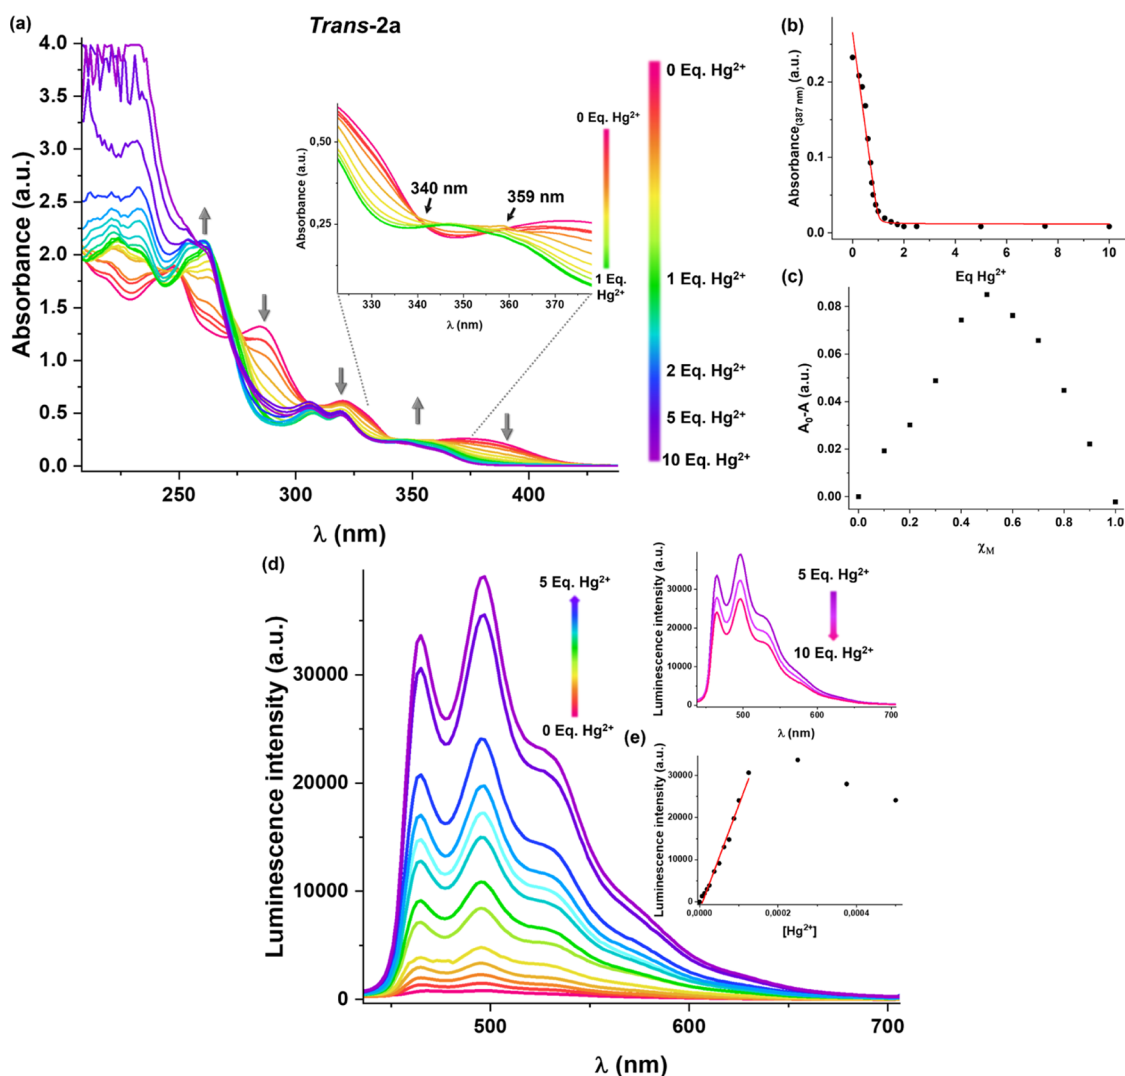 (a)
Trans-2a
Absorbance (a.u.)
4.0
3.5
3.0
2.5
2.0
1.5
1.0
0.5
0.0
250
300
350
400
λ (nm)
Absorbance (a.u.)
0.50
0.25
330
340
350
360
370
λ (nm)
340 nm
359 nm
0 Eq. Hg²⁺
1 Eq.
Hg²⁺
0 Eq. Hg²⁺
1 Eq. Hg²⁺
2 Eq. Hg²⁺
5 Eq. Hg²⁺
10 Eq. Hg²⁺
(b)
Absorbance(387 nm) (a.u.)
0.2
0.1
0.0
0
2
4
6
8
10
Eq Hg²⁺
(c)
A₀-A (a.u.)
0.08
0.06
0.04
0.02
0.00
0.0
0.2
0.4
0.6
0.8
1.0
χM
(d)
Luminescence intensity (a.u.)
30000
20000
10000
0
500
600
700
λ (nm)
5 Eq. Hg²⁺
0 Eq. Hg²⁺
Luminescence intensity (a.u.)
30000
20000
10000
0
500
600
700
λ (nm)
5 Eq. Hg²⁺
10 Eq. Hg²⁺
(e)
Luminescence intensity (a.u.)
30000
20000
10000
0
0,0000
0,0002
0,0004
[Hg²⁺]